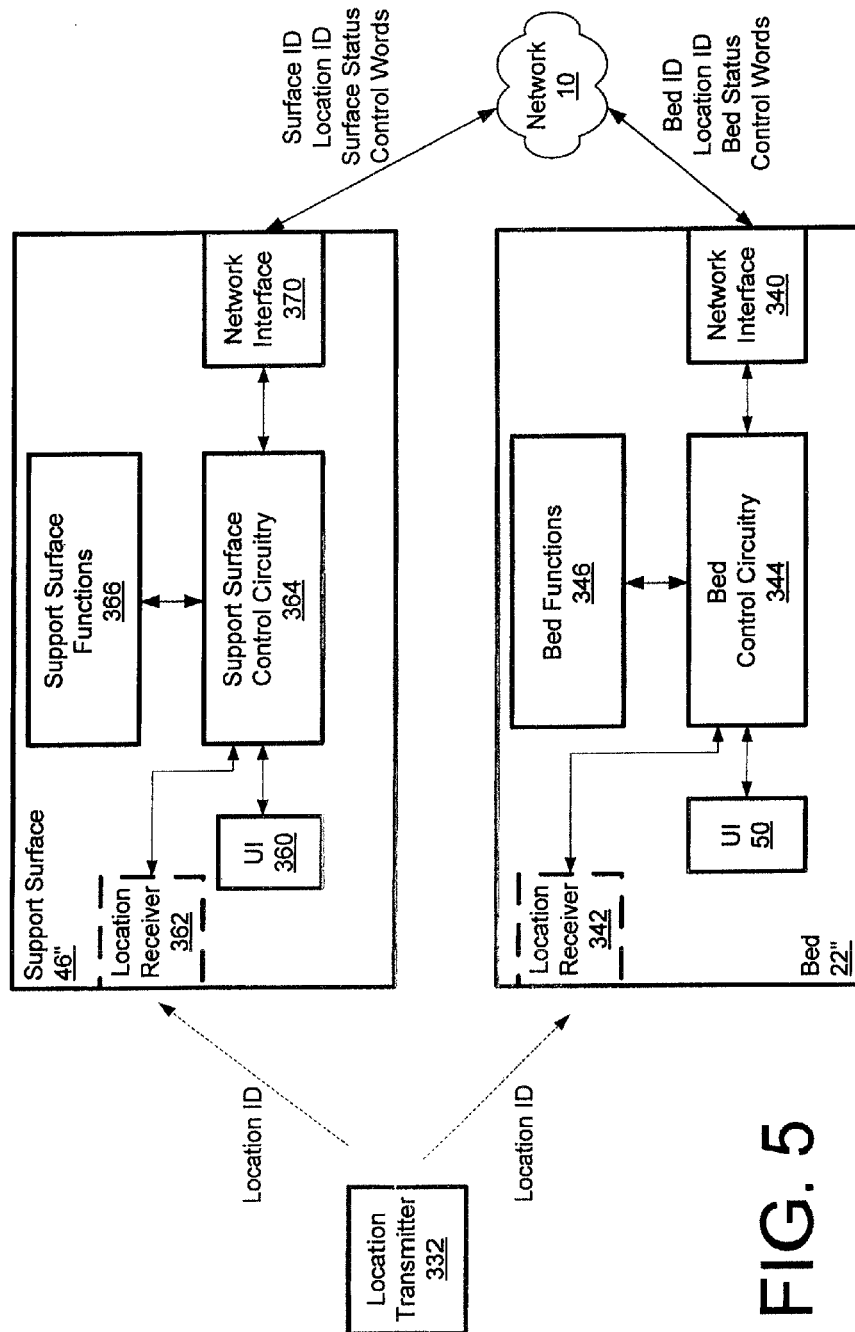 Support Surface
46"
Location
Receiver
362
UI
360
Support Surface
Functions
366
Support Surface
Control Circuitry
364
Network
Interface
370
Surface ID
Location ID
Surface Status
Control Words
Location ID
Location
Transmitter
332
Location ID
Network
10
Bed ID
Location ID
Bed Status
Control Words
Location
Receiver
342
Bed Functions
346
Bed
Control Circuitry
344
Network
Interface
340
UI
50
Bed
22"
FIG. 5